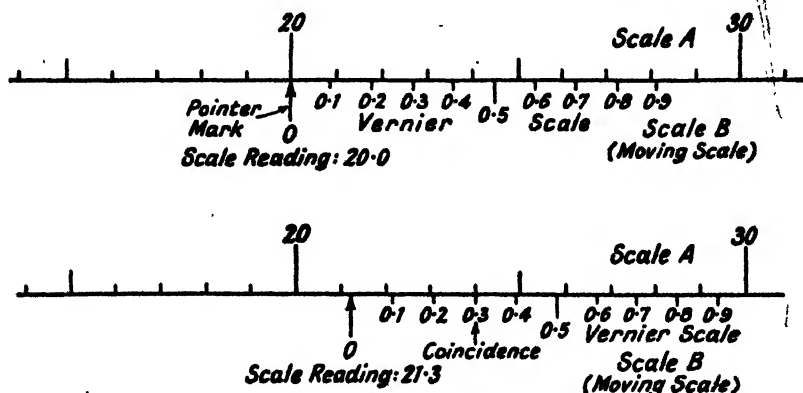 20 Scale A 30
0·1 0·2 0·3 0·4 0·5 0·6 0·7 0·8 0·9
Pointer Mark
Vernier Scale
0
Scale B
(Moving Scale)
Scale Reading: 20·0
20 Scale A 30
0·1 0·2 0·3 0·4 0·5 0·6 0·7 0·8 0·9
Vernier Scale
0
Coincidence
Scale B
(Moving Scale)
Scale Reading: 21·3